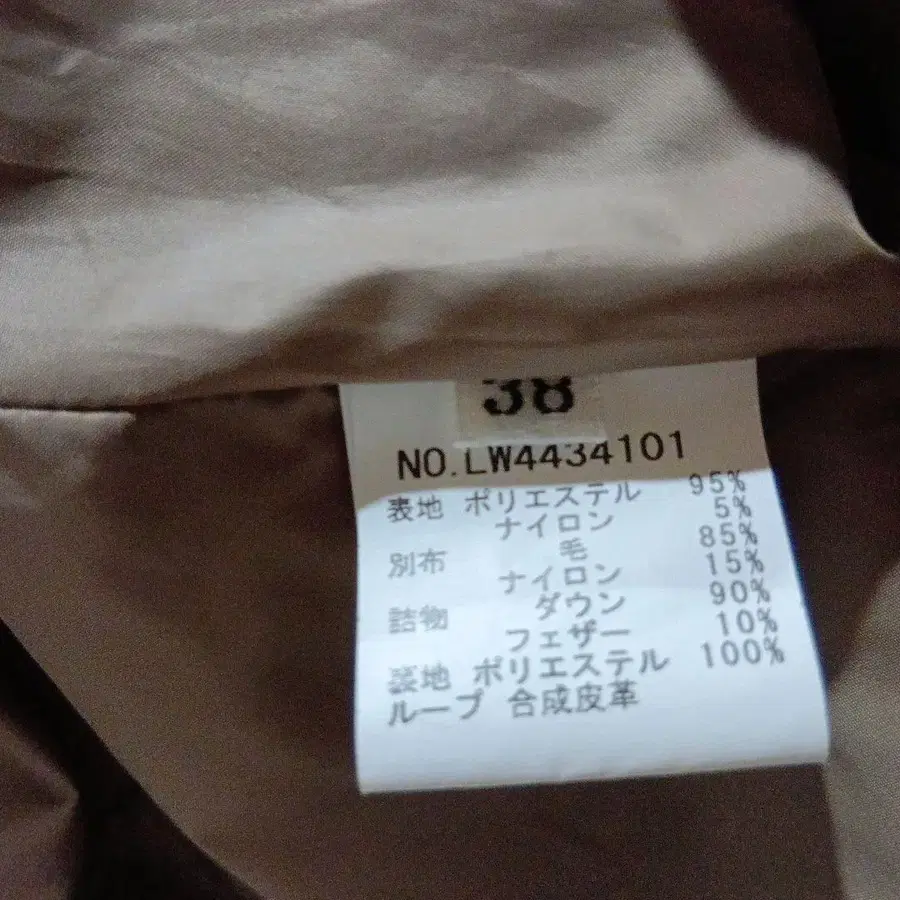 38
NO.LW4434101
表地 ポリエステル 95%
ナイロン 5%
別布 毛 85%
ナイロン 15%
詰物 ダウン 90%
フェザー 10%
裏地 ポリエステル 100%
ループ 合成皮革